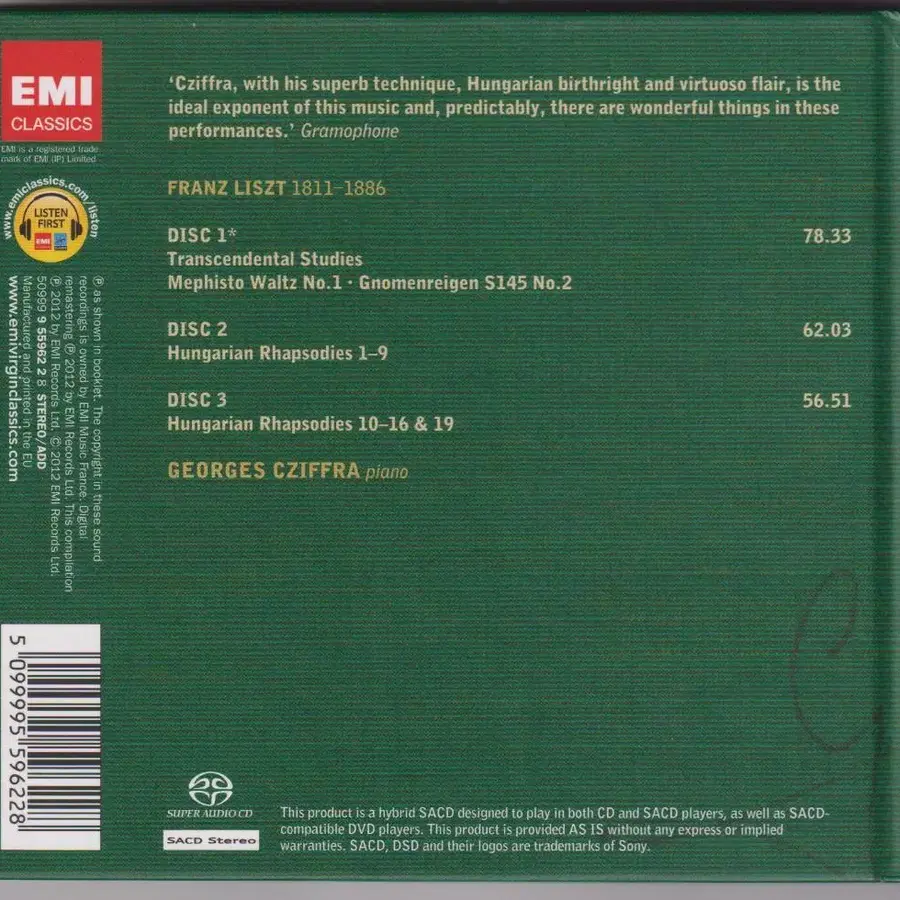 EMI
CLASSICS
EMI is a registered trade
mark of EMI (IP) Limited
www.emiclassics.com/listen
LISTEN
FIRST
EMI
℗ as shown in booklet. The copyright in these sound
recordings is owned by EMI Music France. Digital
remastering ℗ 2012 by EMI Records Ltd. This compilation
℗ 2012 by EMI Records Ltd. © 2012 EMI Records Ltd.
50999 9 55962 2 8 STEREO/ADD
Manufactured and printed in the EU
www.emivirginclassics.com
5 099995 596228
‘Cziffra, with his superb technique, Hungarian birthright and virtuoso flair, is the
ideal exponent of this music and, predictably, there are wonderful things in these
performances.’ Gramophone
FRANZ LISZT 1811–1886
DISC 1* 78.33
Transcendental Studies
Mephisto Waltz No.1 · Gnomenreigen S145 No.2
DISC 2 62.03
Hungarian Rhapsodies 1–9
DISC 3 56.51
Hungarian Rhapsodies 10–16 & 19
GEORGES CZIFFRA piano
SUPER AUDIO CD
SACD Stereo
This product is a hybrid SACD designed to play in both CD and SACD players, as well as SACD-
compatible DVD players. This product is provided AS IS without any express or implied
warranties. SACD, DSD and their logos are trademarks of Sony.